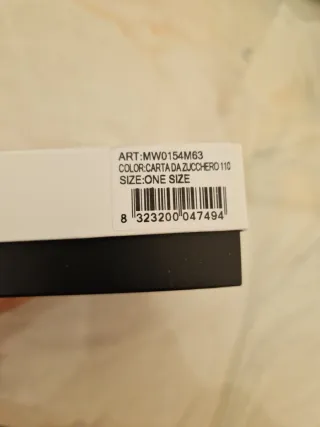 ART:MW0154M63
COLOR:CARTA DA ZUCCHERO 110
SIZE:ONE SIZE
8 323200 047494